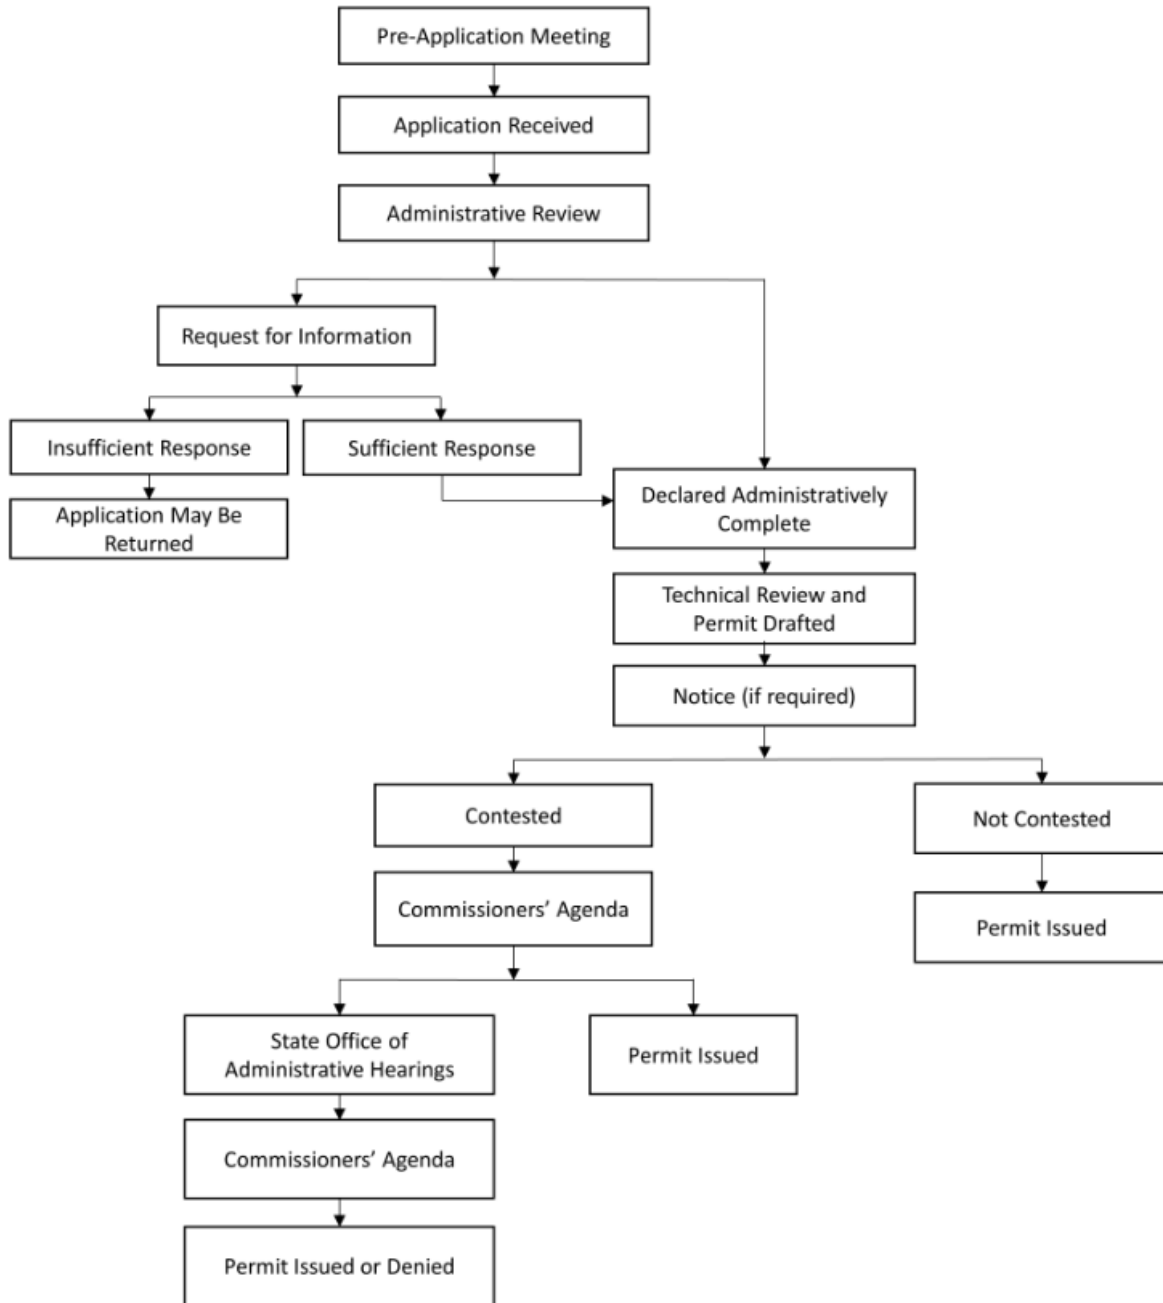 Pre-Application Meeting
Application Received
Administrative Review
Request for Information
Insufficient Response
Sufficient Response
Application May Be
Returned
Declared Administratively
Complete
Technical Review and
Permit Drafted
Notice (if required)
Contested
Not Contested
Commissioners’ Agenda
Permit Issued
State Office of
Administrative Hearings
Permit Issued
Commissioners’ Agenda
Permit Issued or Denied